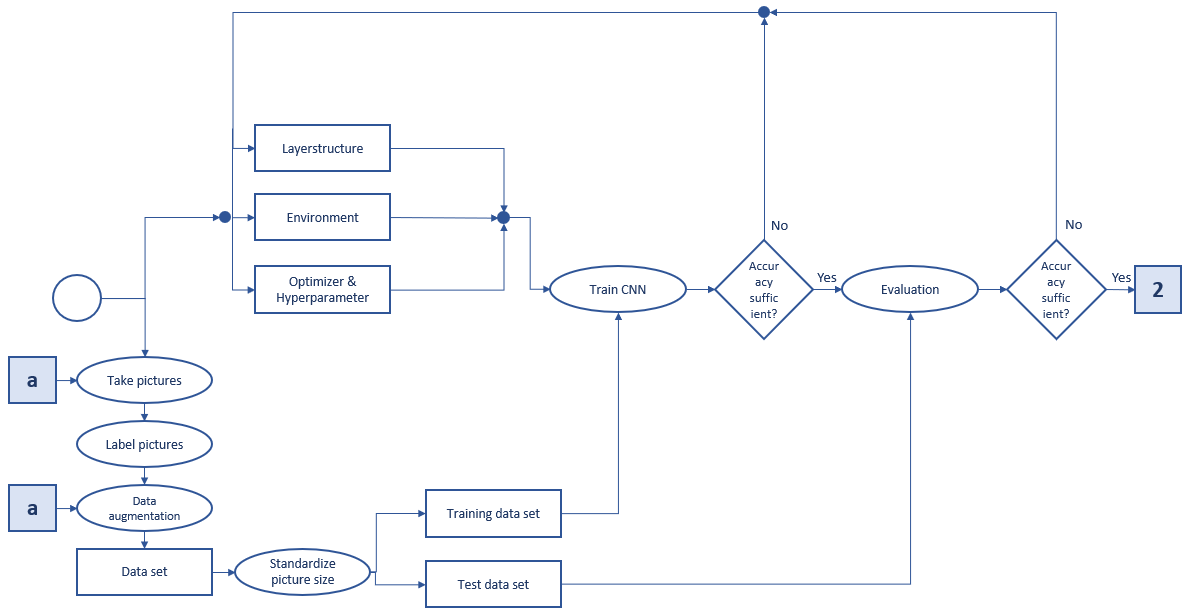 Layerstructure
Environment
Optimizer &
Hyperparameter
No
No
Train CNN
Accur
acy
suffic
ient?
Yes
Evaluation
Accur
acy
suffic
ient?
Yes
2
a
Take pictures
Label pictures
a
Data
augmentation
Data set
Standardize
picture size
Training data set
Test data set